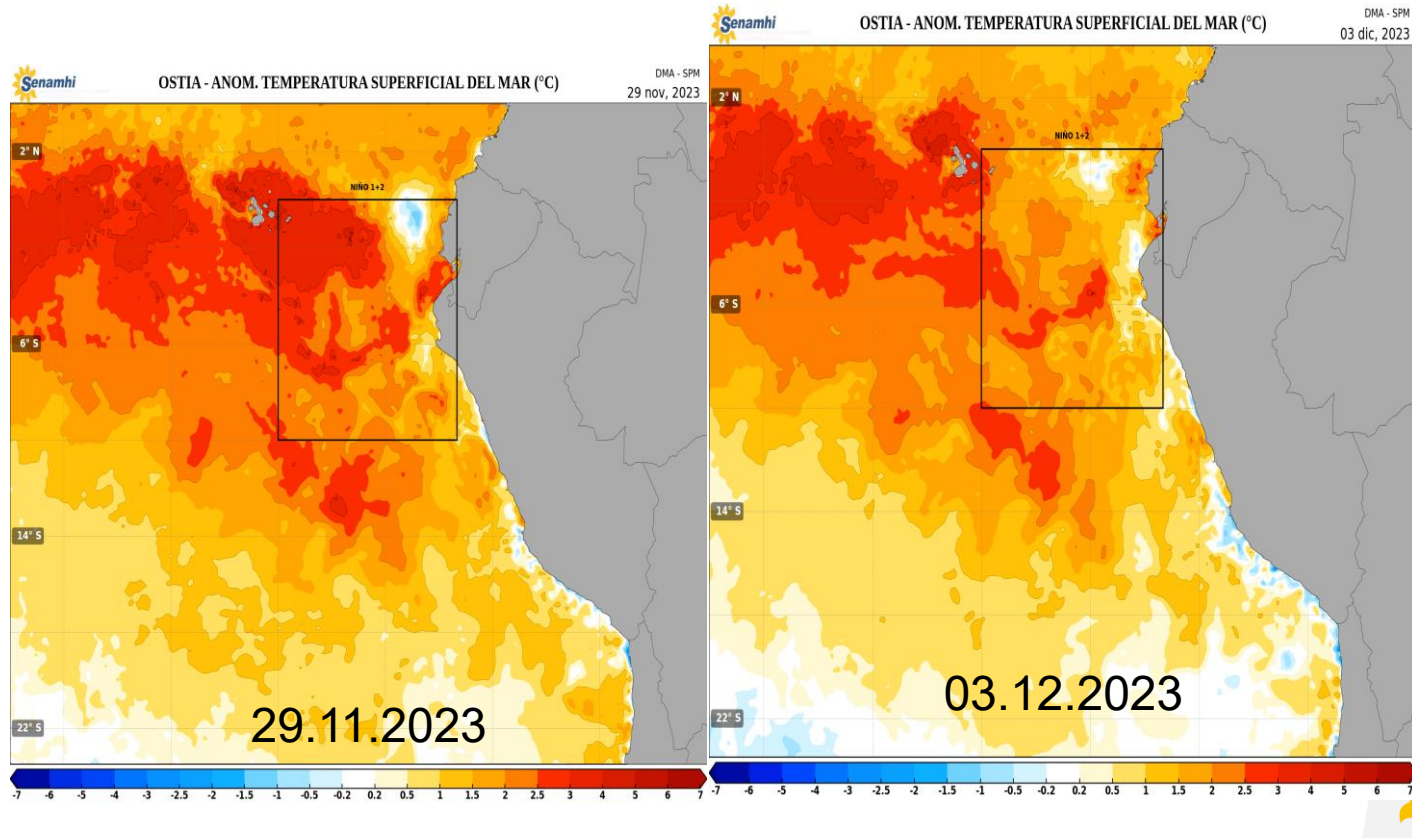 Senamhi
OSTIA - ANOM. TEMPERATURA SUPERFICIAL DEL MAR (°C)
DMA - SPM
29 nov, 2023
2° N
NIÑO 1+2
6° S
14° S
22° S
29.11.2023
-7 -6 -5 -4 -3 -2.5 -2 -1.5 -1 -0.5 -0.2 0.2 0.5 1 1.5 2 2.5 3 4 5 6 7
Senamhi
OSTIA - ANOM. TEMPERATURA SUPERFICIAL DEL MAR (°C)
DMA - SPM
03 dic, 2023
2° N
NIÑO 1+2
6° S
14° S
22° S
03.12.2023
-7 -6 -5 -4 -3 -2.5 -2 -1.5 -1 -0.5 -0.2 0.2 0.5 1 1.5 2 2.5 3 4 5 6 7